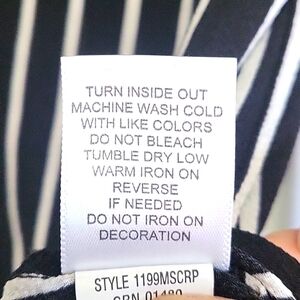 TURN INSIDE OUT
MACHINE WASH COLD
WITH LIKE COLORS
DO NOT BLEACH
TUMBLE DRY LOW
WARM IRON ON
REVERSE
IF NEEDED
DO NOT IRON ON
DECORATION
STYLE 1199MSCRP